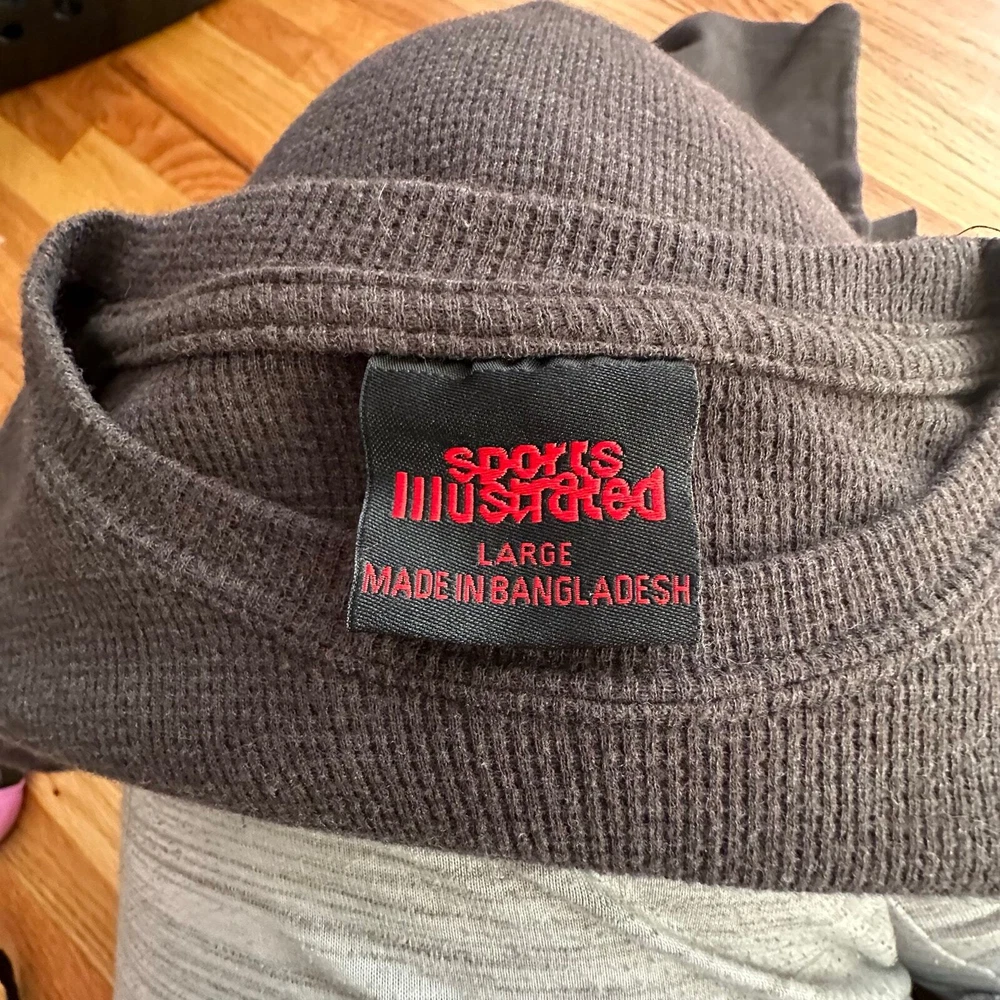 sports
Illustrated
LARGE
MADE IN BANGLADESH